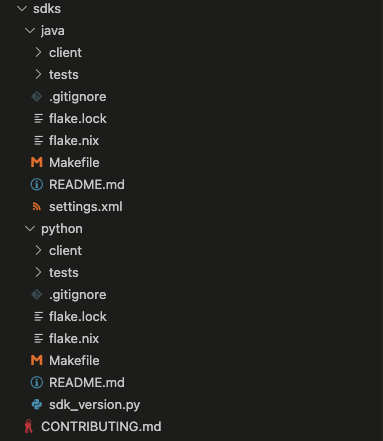 sdks
java
client
tests
.gitignore
flake.lock
flake.nix
Makefile
README.md
settings.xml
python
client
tests
.gitignore
flake.lock
flake.nix
Makefile
README.md
sdk_version.py
CONTRIBUTING.md